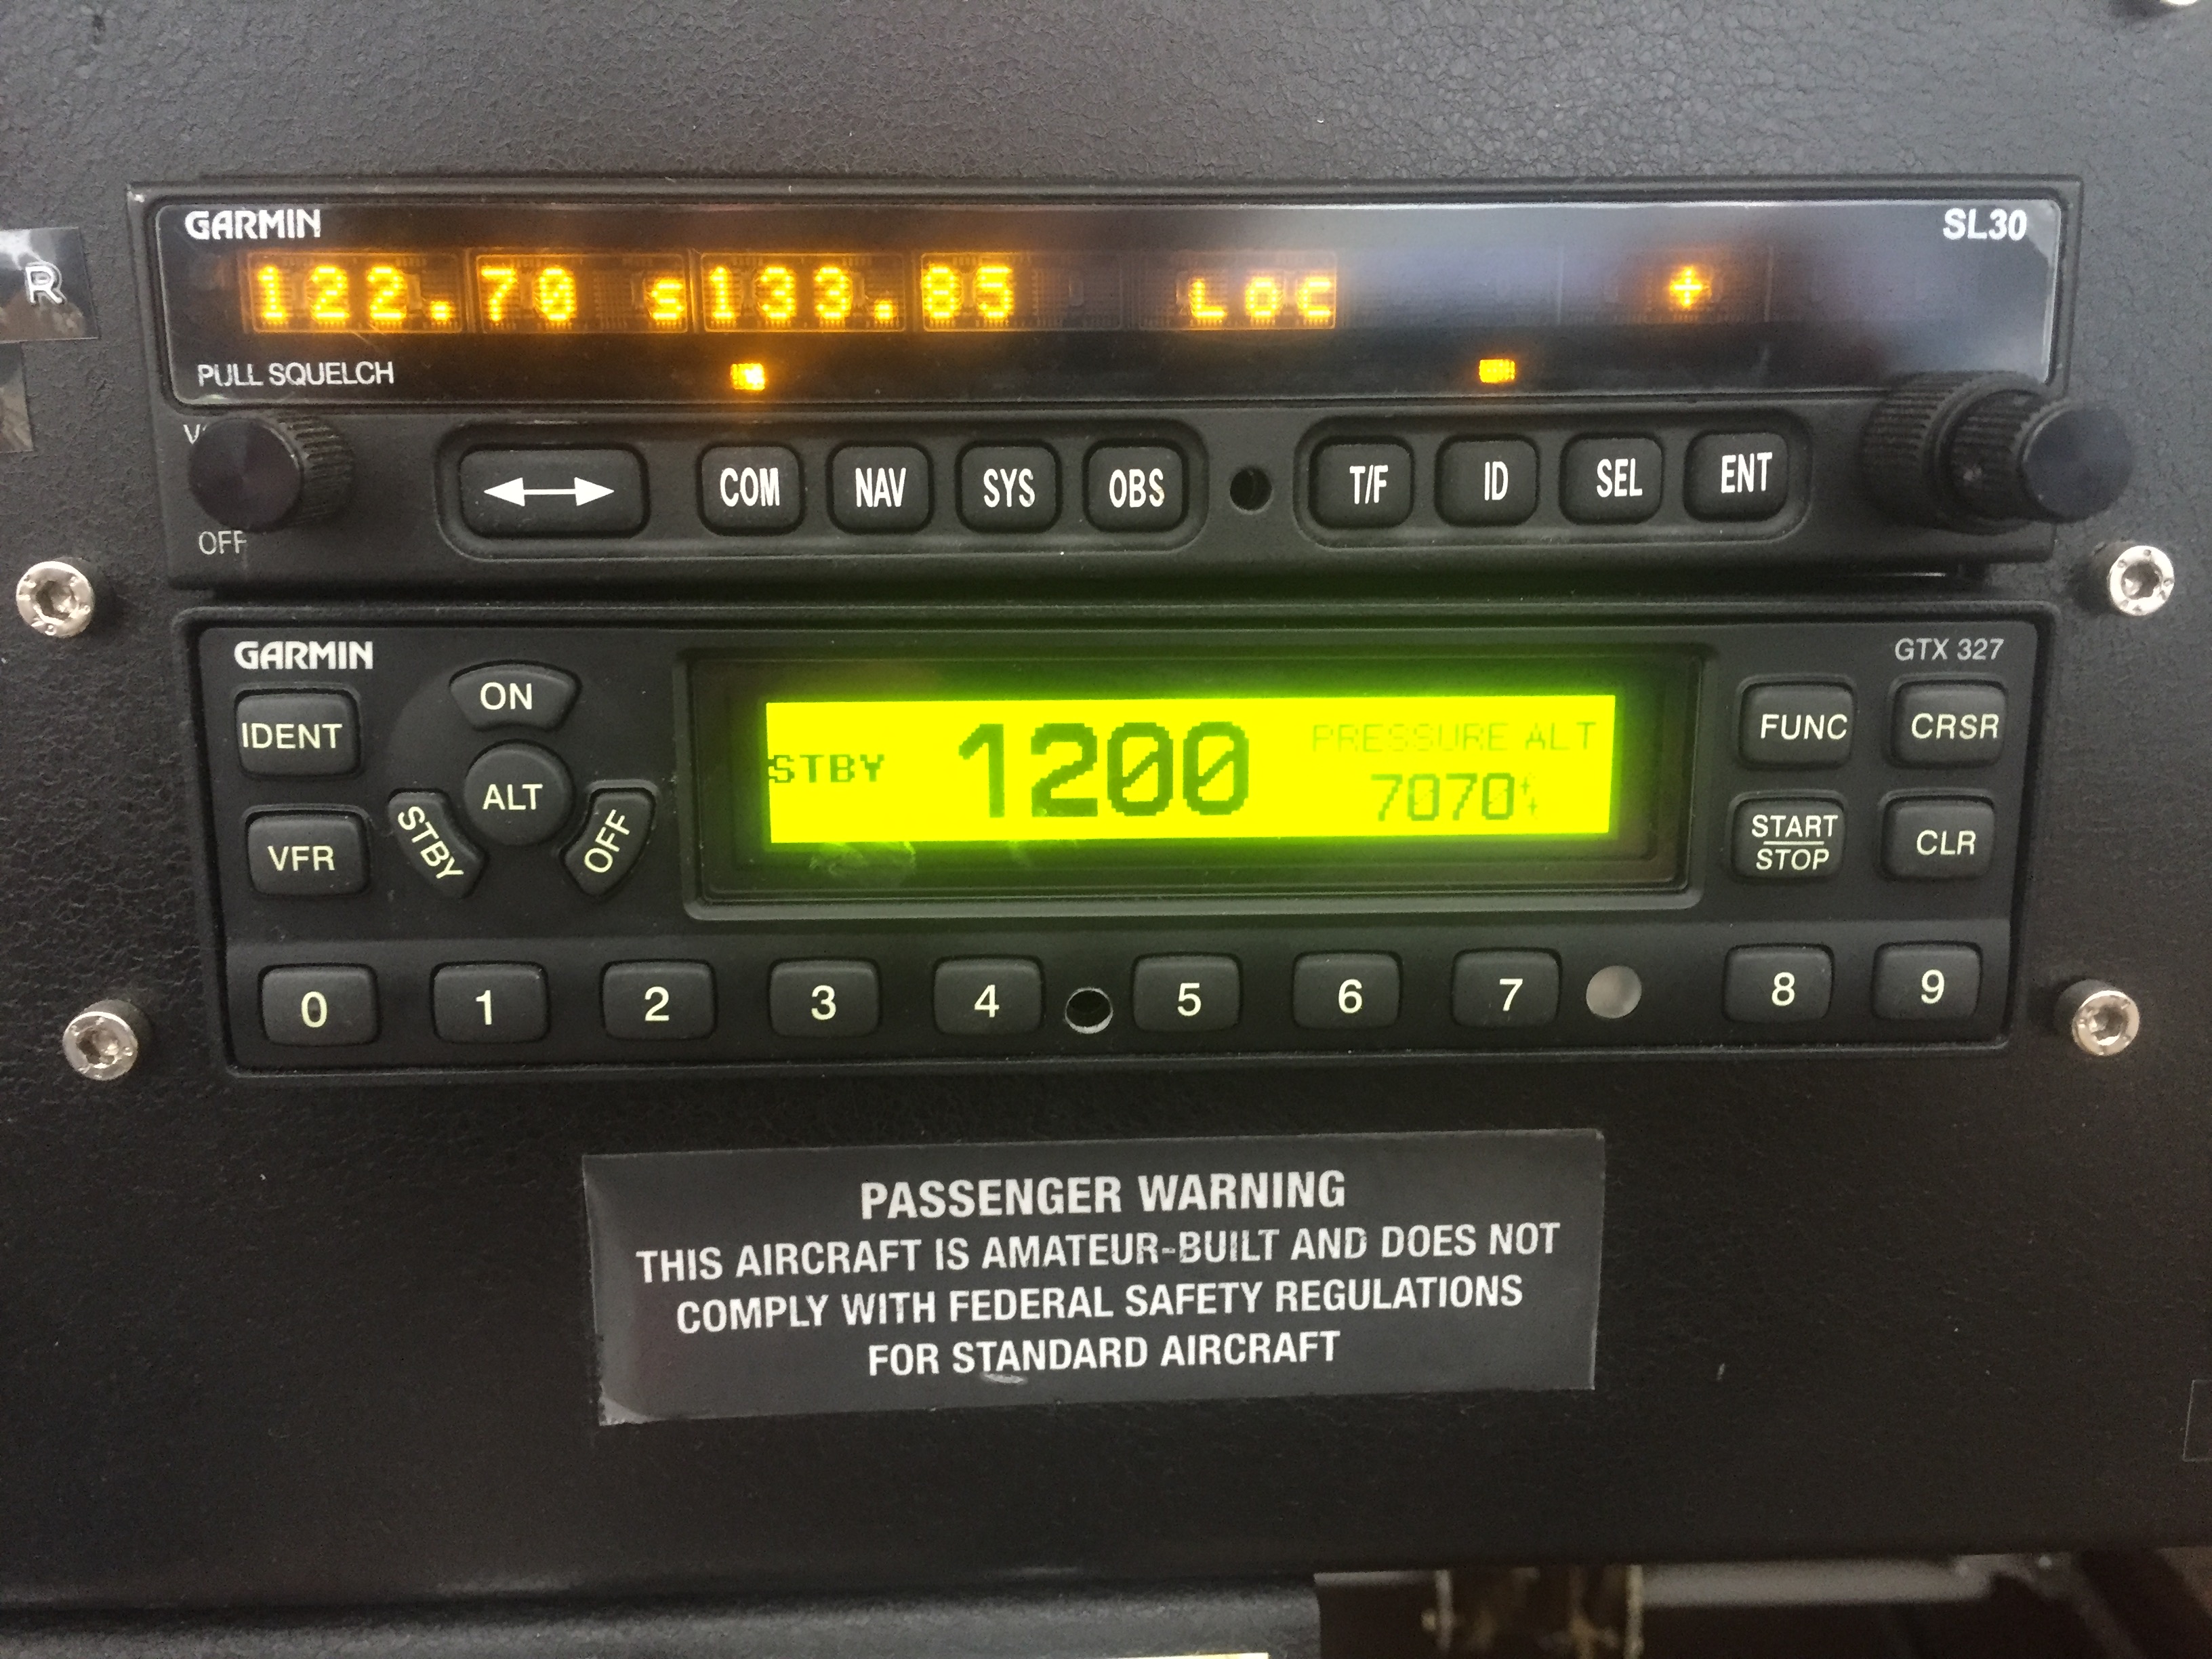 GARMIN SL30
122.70 s133.85 Loc +
R
PULL SQUELCH
OFF
COM NAV SYS OBS T/F ID SEL ENT
GARMIN GTX 327
IDENT ON FUNC CRSR
STBY 1200 PRESSURE ALT
7070ft
ALT
VFR STBY OFF START STOP CLR
0 1 2 3 4 5 6 7 8 9
PASSENGER WARNING
THIS AIRCRAFT IS AMATEUR-BUILT AND DOES NOT
COMPLY WITH FEDERAL SAFETY REGULATIONS
FOR STANDARD AIRCRAFT